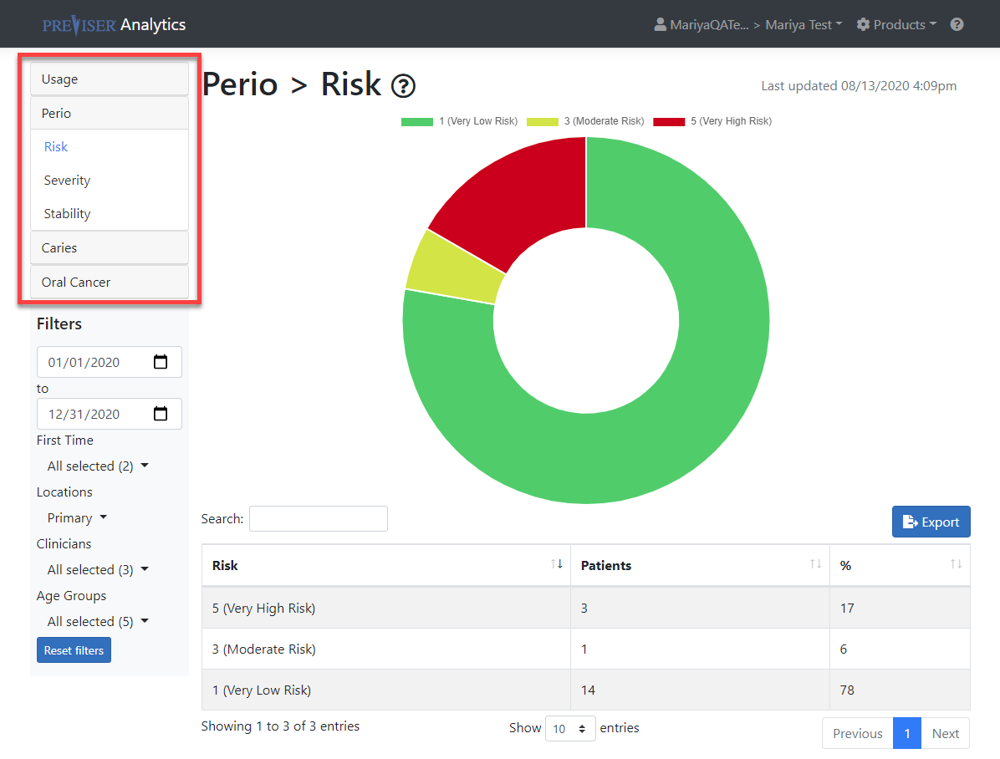 PREVISER Analytics
MariyaQATe... > Mariya Test
Products
?
Usage
Perio
Risk
Severity
Stability
Caries
Oral Cancer
Perio > Risk ?
Last updated 08/13/2020 4:09pm
1 (Very Low Risk) 3 (Moderate Risk) 5 (Very High Risk)
Filters
01/01/2020
to
12/31/2020
First Time
All selected (2)
Locations
Primary
Clinicians
All selected (3)
Age Groups
All selected (5)
Reset filters
Search:
Export
Risk Patients %
5 (Very High Risk) 3 17
3 (Moderate Risk) 1 6
1 (Very Low Risk) 14 78
Showing 1 to 3 of 3 entries
Show 10 entries
Previous 1 Next